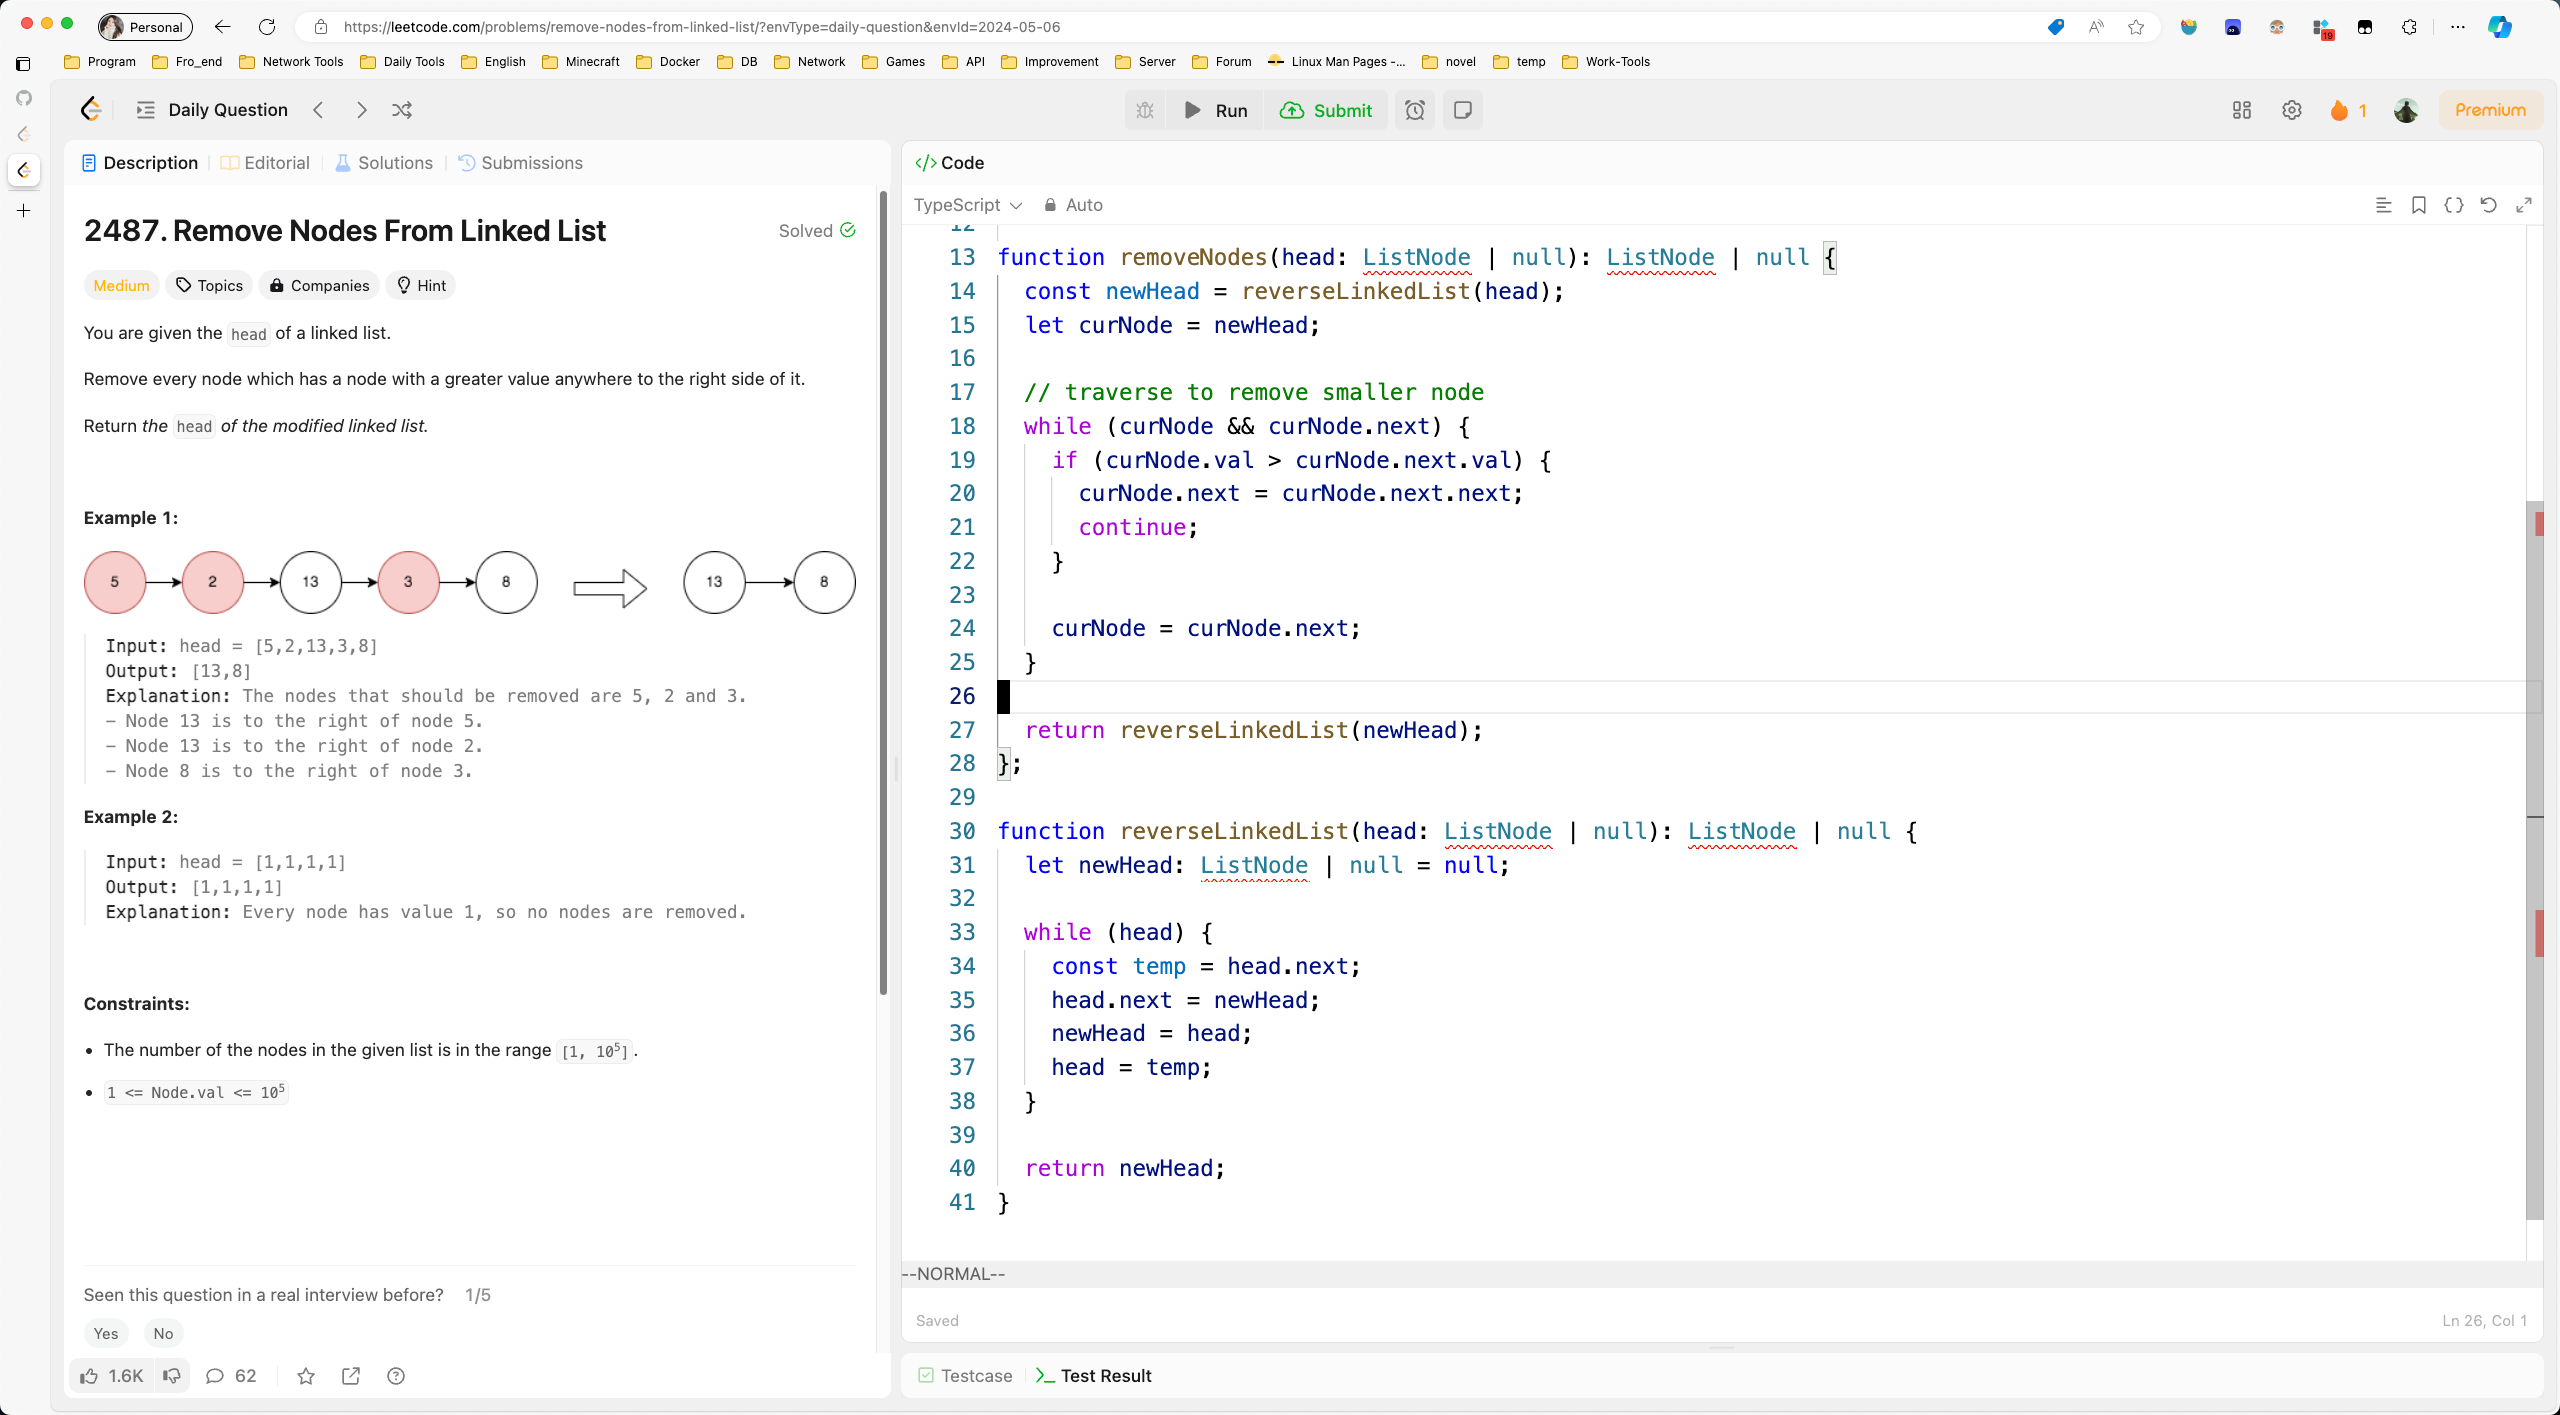 Personal
https://leetcode.com/problems/remove-nodes-from-linked-list/?envType=daily-question&envId=2024-05-06
19
Program Fro_end Network Tools Daily Tools English Minecraft Docker DB Network Games API Improvement Server Forum Linux Man Pages -... novel temp Work-Tools
Daily Question
Run Submit
1 Premium
Description Editorial Solutions Submissions
2487. Remove Nodes From Linked List
Solved
Medium Topics Companies Hint
You are given the head of a linked list.
Remove every node which has a node with a greater value anywhere to the right side of it.
Return the head of the modified linked list.
Example 1:
5 2 13 3 8 13 8
Input: head = [5,2,13,3,8]
Output: [13,8]
Explanation: The nodes that should be removed are 5, 2 and 3.
- Node 13 is to the right of node 5.
- Node 13 is to the right of node 2.
- Node 8 is to the right of node 3.
Example 2:
Input: head = [1,1,1,1]
Output: [1,1,1,1]
Explanation: Every node has value 1, so no nodes are removed.
Constraints:
• The number of the nodes in the given list is in the range [1, 10⁵].
• 1 <= Node.val <= 10⁵
Seen this question in a real interview before? 1/5
Yes No
1.6K 62
</> Code
TypeScript Auto
12
13 function removeNodes(head: ListNode | null): ListNode | null {
14 const newHead = reverseLinkedList(head);
15 let curNode = newHead;
16
17 // traverse to remove smaller node
18 while (curNode && curNode.next) {
19 if (curNode.val > curNode.next.val) {
20 curNode.next = curNode.next.next;
21 continue;
22 }
23
24 curNode = curNode.next;
25 }
26
27 return reverseLinkedList(newHead);
28 };
29
30 function reverseLinkedList(head: ListNode | null): ListNode | null {
31 let newHead: ListNode | null = null;
32
33 while (head) {
34 const temp = head.next;
35 head.next = newHead;
36 newHead = head;
37 head = temp;
38 }
39
40 return newHead;
41 }
--NORMAL--
Saved
Ln 26, Col 1
Testcase Test Result